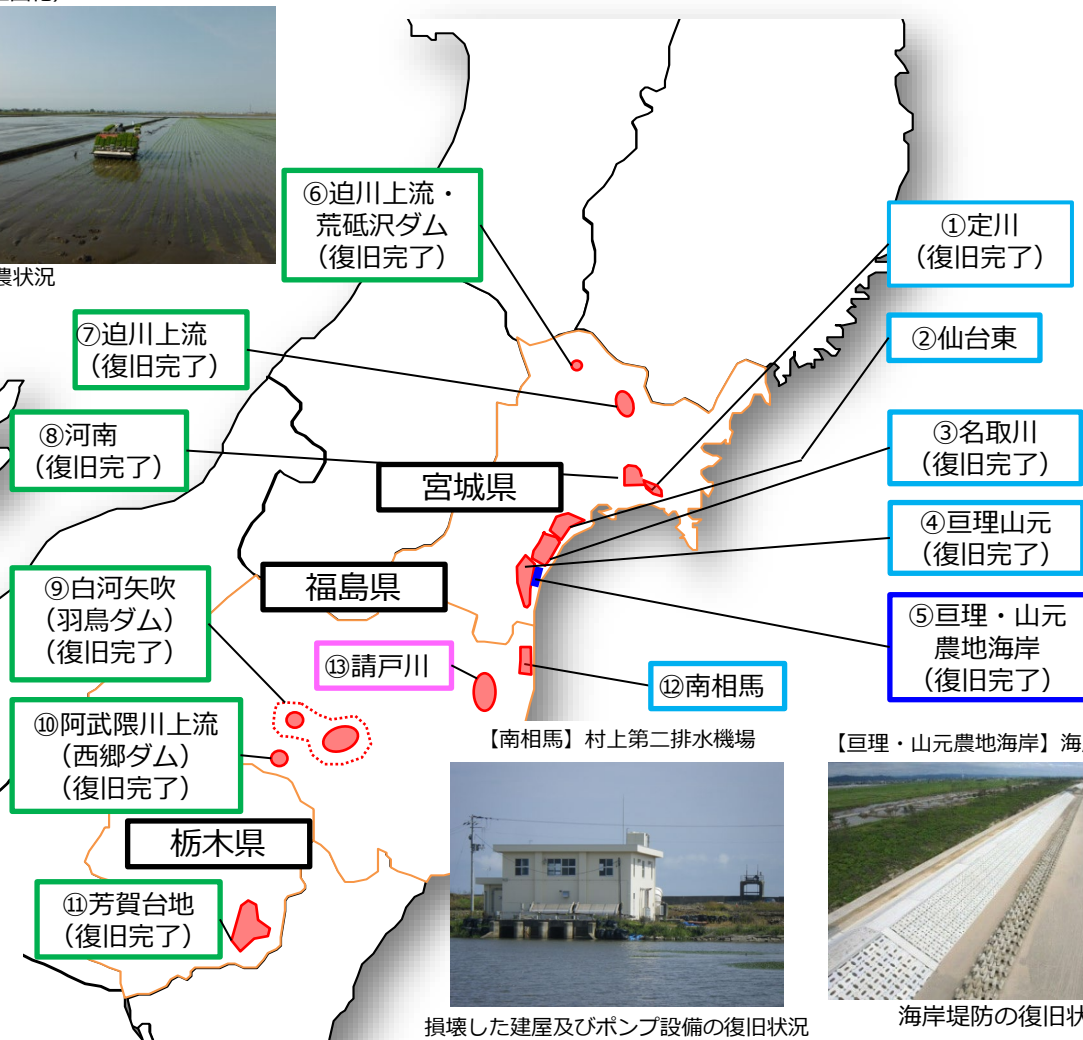 農状況
⑥迫川上流・
荒砥沢ダム
(復旧完了)
①定川
(復旧完了)
⑦迫川上流
(復旧完了)
②仙台東
⑧河南
(復旧完了)
③名取川
(復旧完了)
宮城県
④亘理山元
(復旧完了)
⑨白河矢吹
(羽鳥ダム)
(復旧完了)
福島県
⑤亘理・山元
農地海岸
(復旧完了)
⑬請戸川
⑫南相馬
⑩阿武隈川上流
(西郷ダム)
(復旧完了)
【南相馬】村上第二排水機場
【亘理・山元農地海岸】海
栃木県
⑪芳賀台地
(復旧完了)
損壊した建屋及びポンプ設備の復旧状況
海岸堤防の復旧状